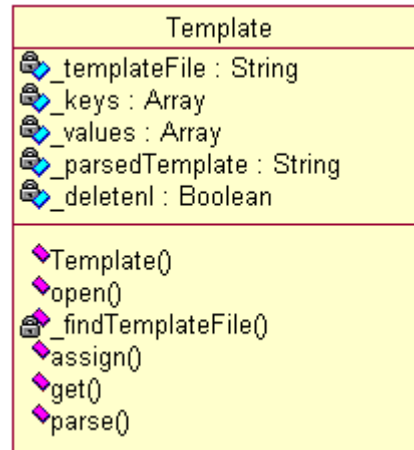 Template
_templateFile : String
_keys : Array
_values : Array
_parsedTemplate : String
_deletenl : Boolean
Template()
open()
_findTemplateFile()
assign()
get()
parse()